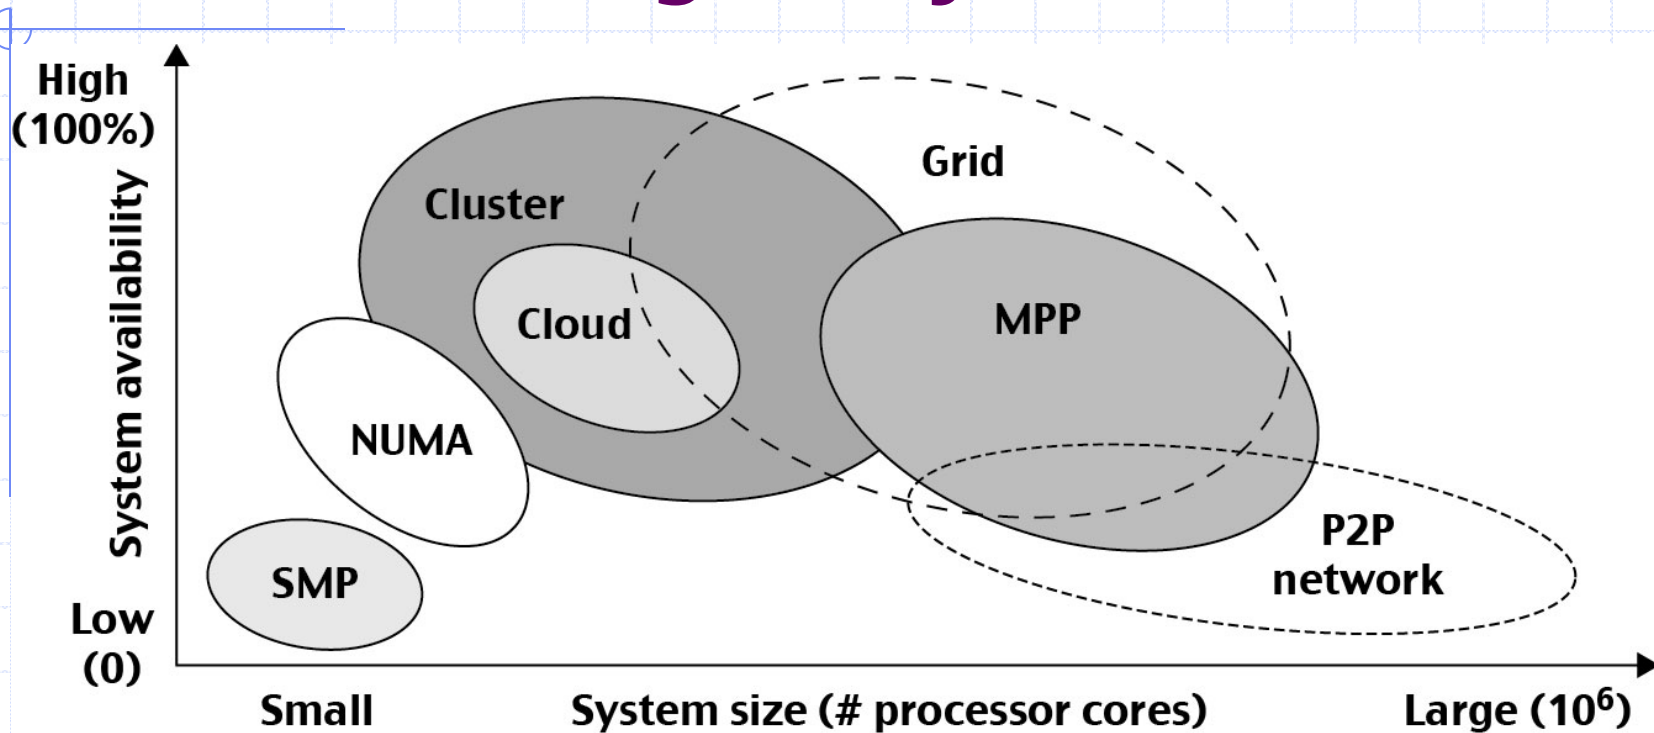 High
(100%)
System availability
Low
(0)
Cluster
Grid
Cloud
MPP
NUMA
SMP
P2P
network
Small
System size (# processor cores)
Large (10⁶)